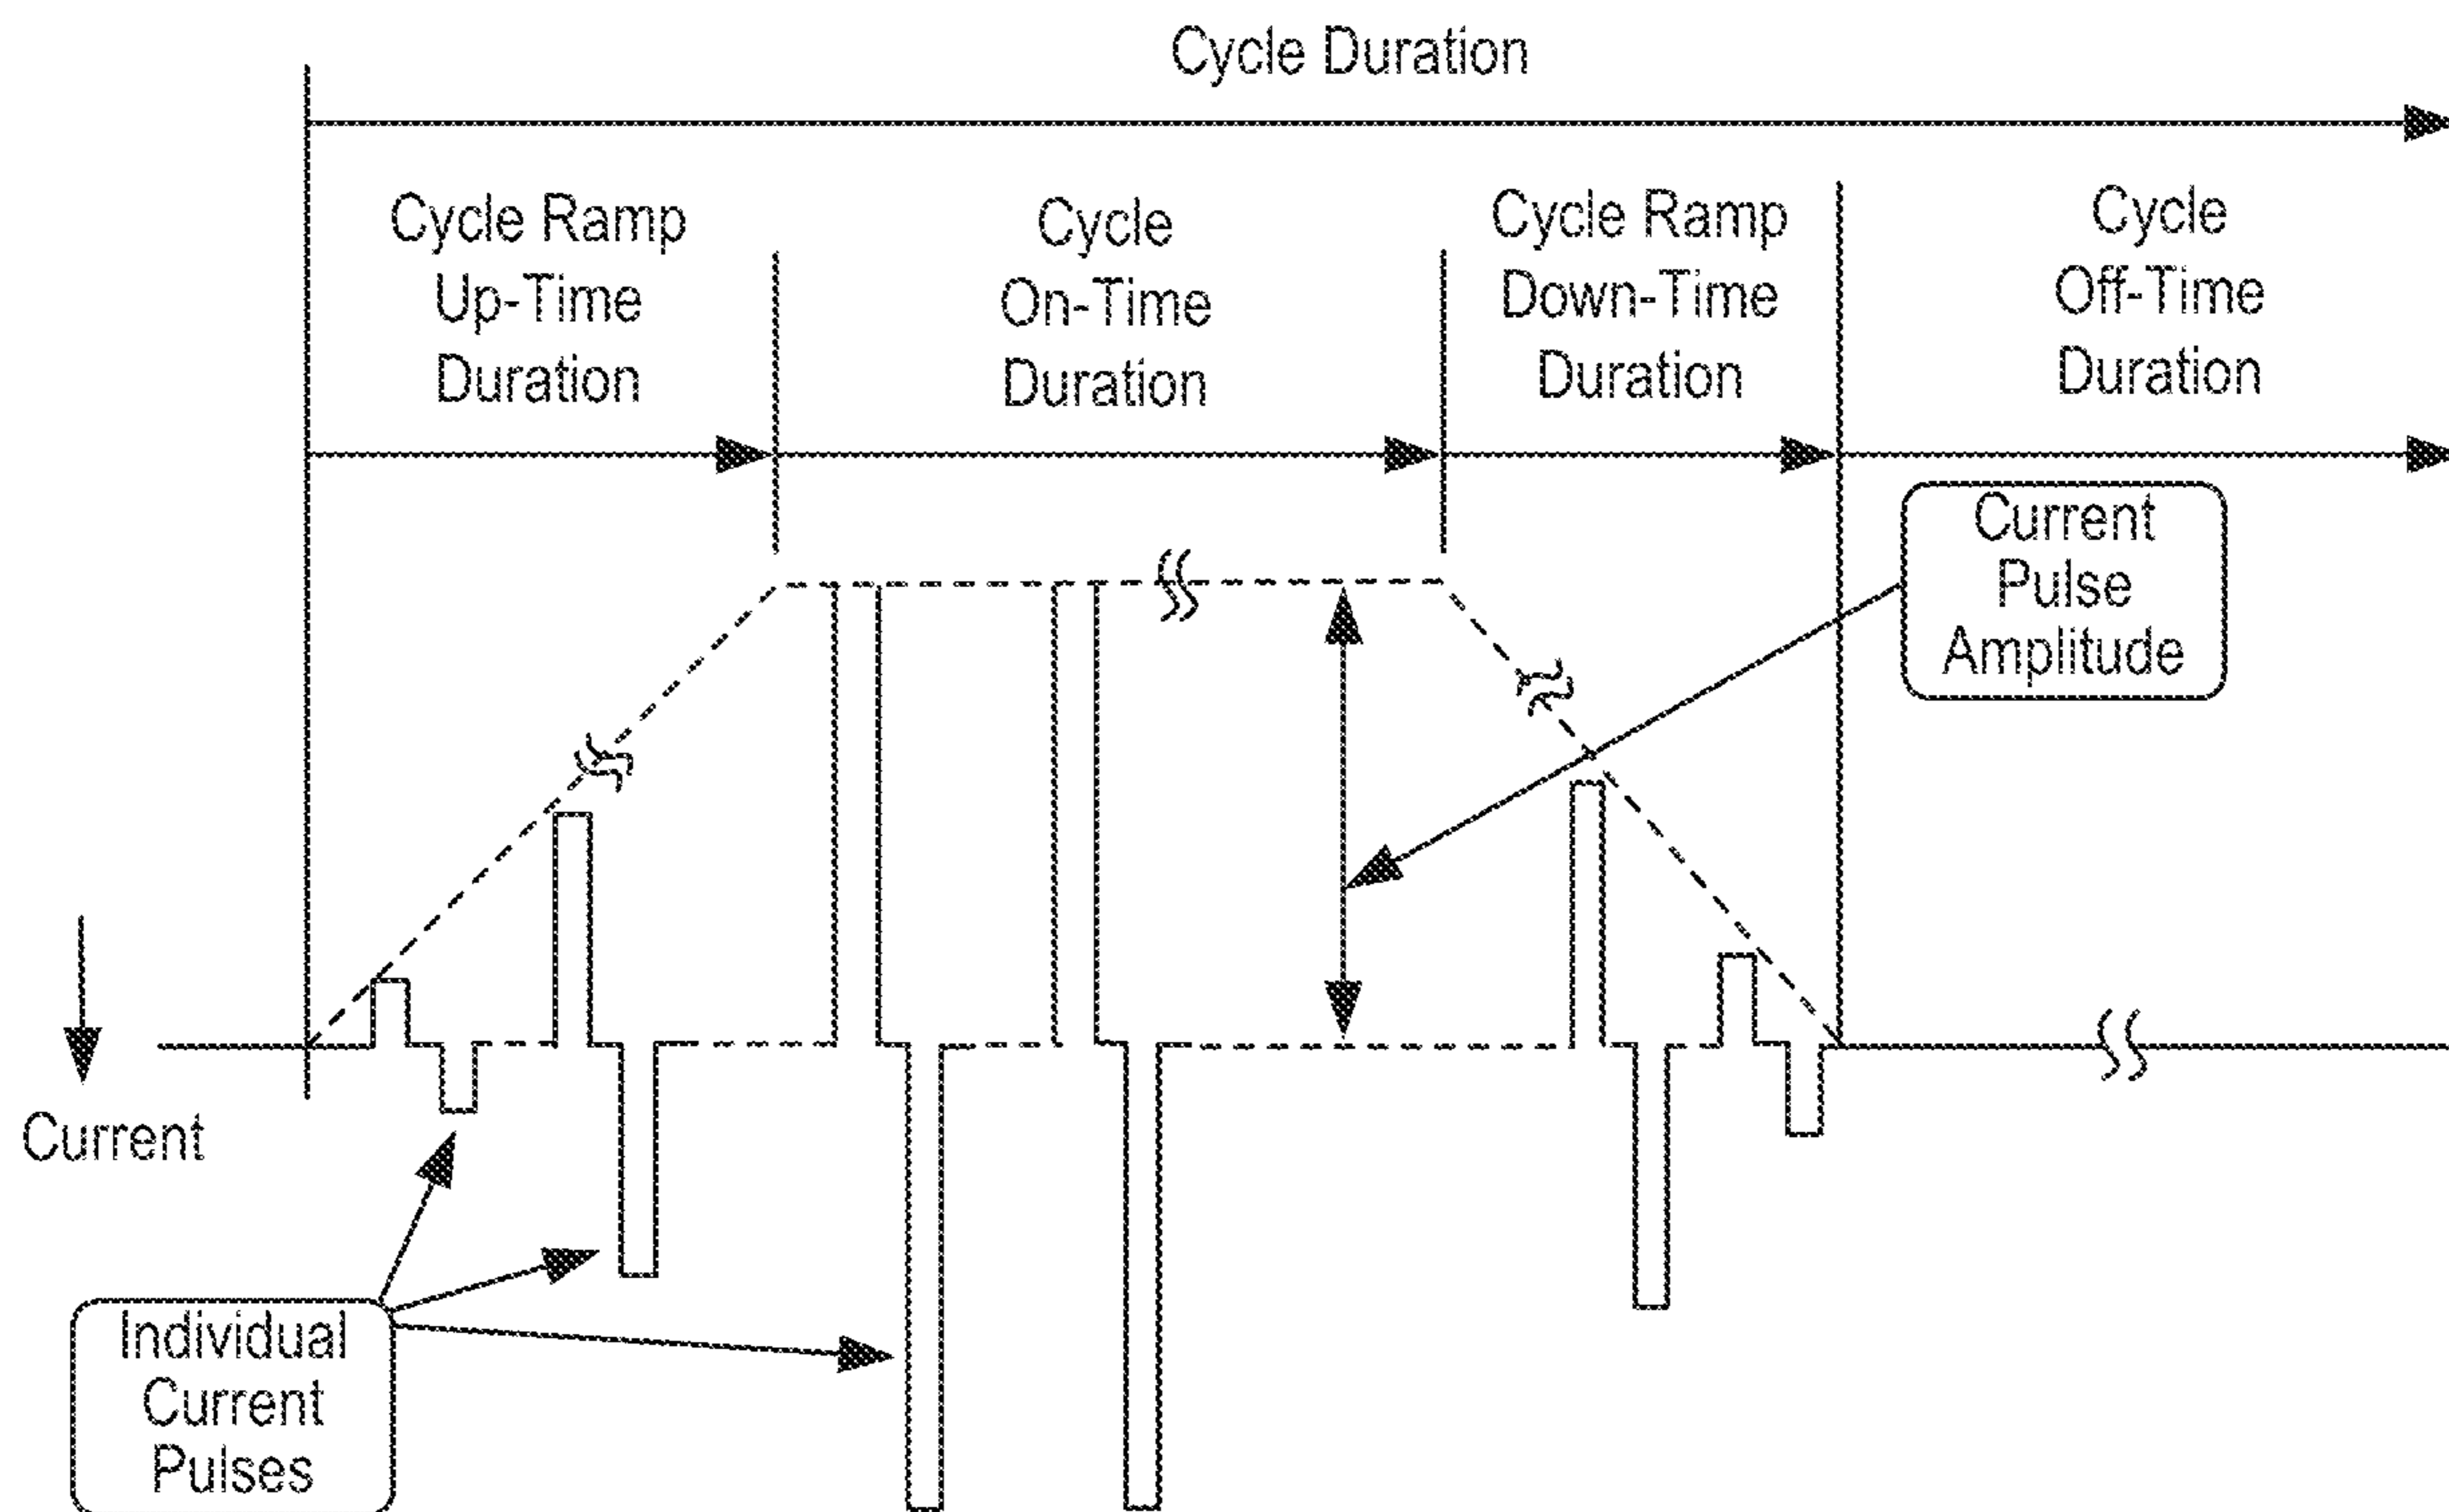 Cycle Duration
Cycle Ramp
Up-Time
Duration
Cycle
On-Time
Duration
Cycle Ramp
Down-Time
Duration
Cycle
Off-Time
Duration
Current
Pulse
Amplitude
Current
Individual
Current
Pulses